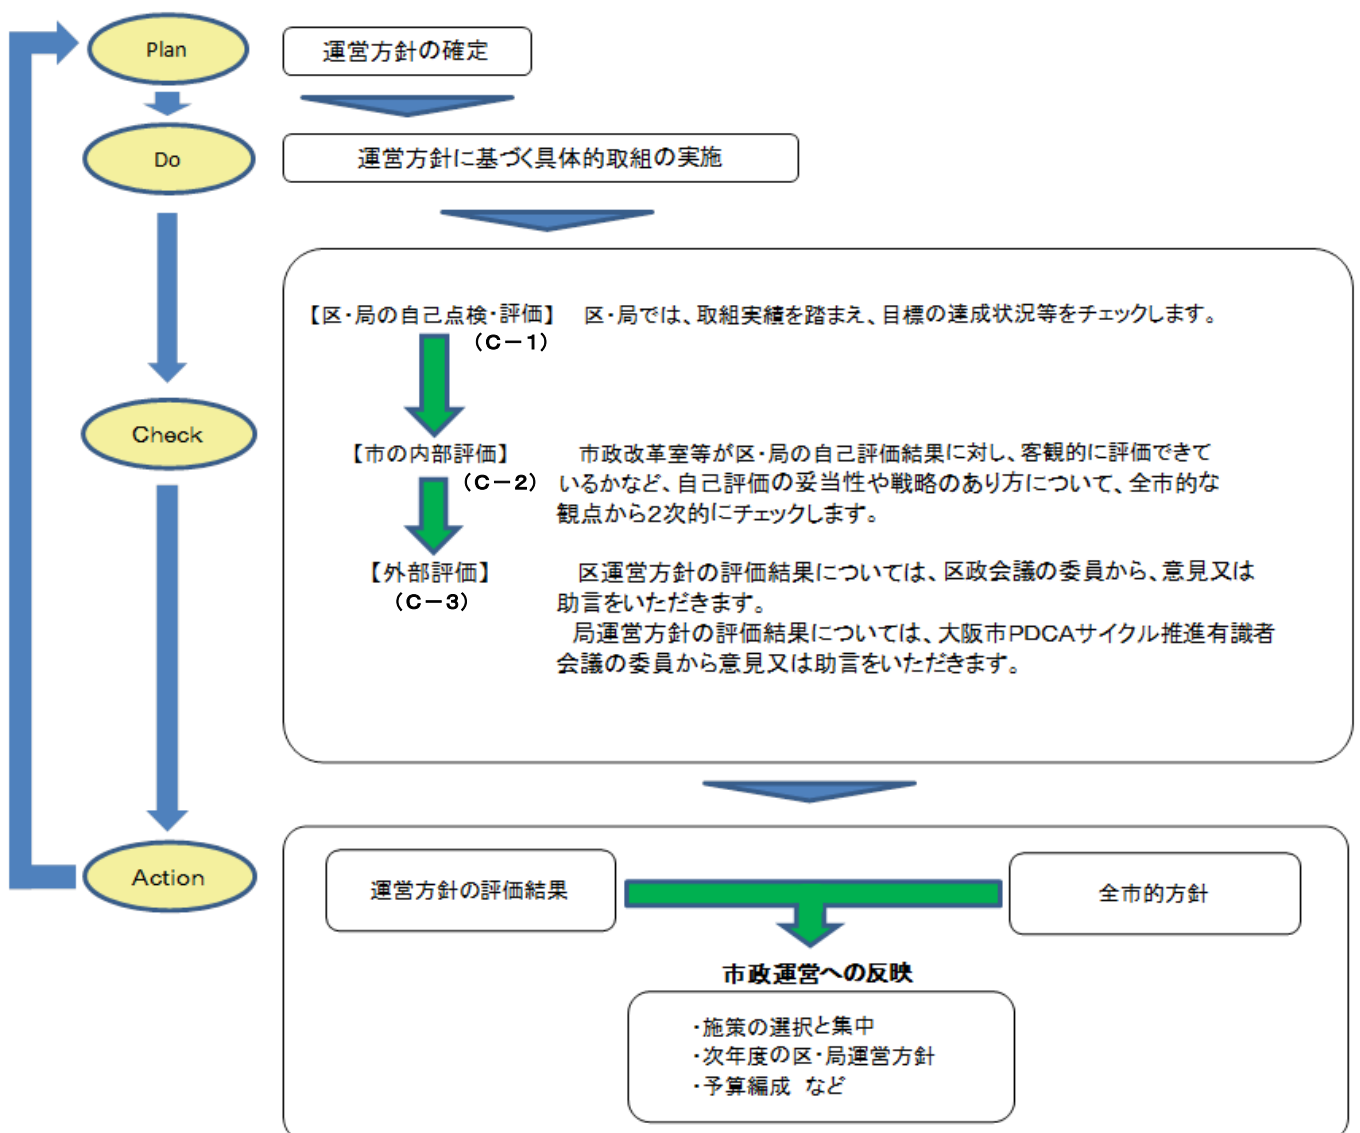 Plan
運営方針の確定
Do
運営方針に基づく具体的取組の実施
【区・局の自己点検・評価】 区・局では、取組実績を踏まえ、目標の達成状況等をチェックします。
(C－1)
Check
【市の内部評価】 市政改革室等が区・局の自己評価結果に対し、客観的に評価できて
(C－2) いるかなど、自己評価の妥当性や戦略のあり方について、全市的な
観点から2次的にチェックします。
【外部評価】 区運営方針の評価結果については、区政会議の委員から、意見又は
(C－3) 助言をいただきます。
局運営方針の評価結果については、大阪市PDCAサイクル推進有識者
会議の委員から意見又は助言をいただきます。
Action
運営方針の評価結果
全市的方針
市政運営への反映
・施策の選択と集中
・次年度の区・局運営方針
・予算編成 など